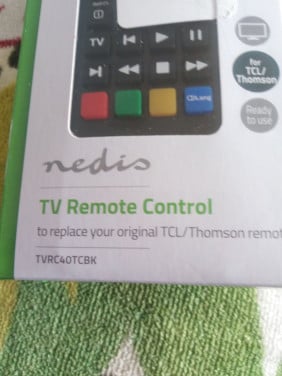 TV
for
TCL/
Thomson
Ready
to use
nedis
TV Remote Control
to replace your original TCL/Thomson remot
TVRC40TCBK